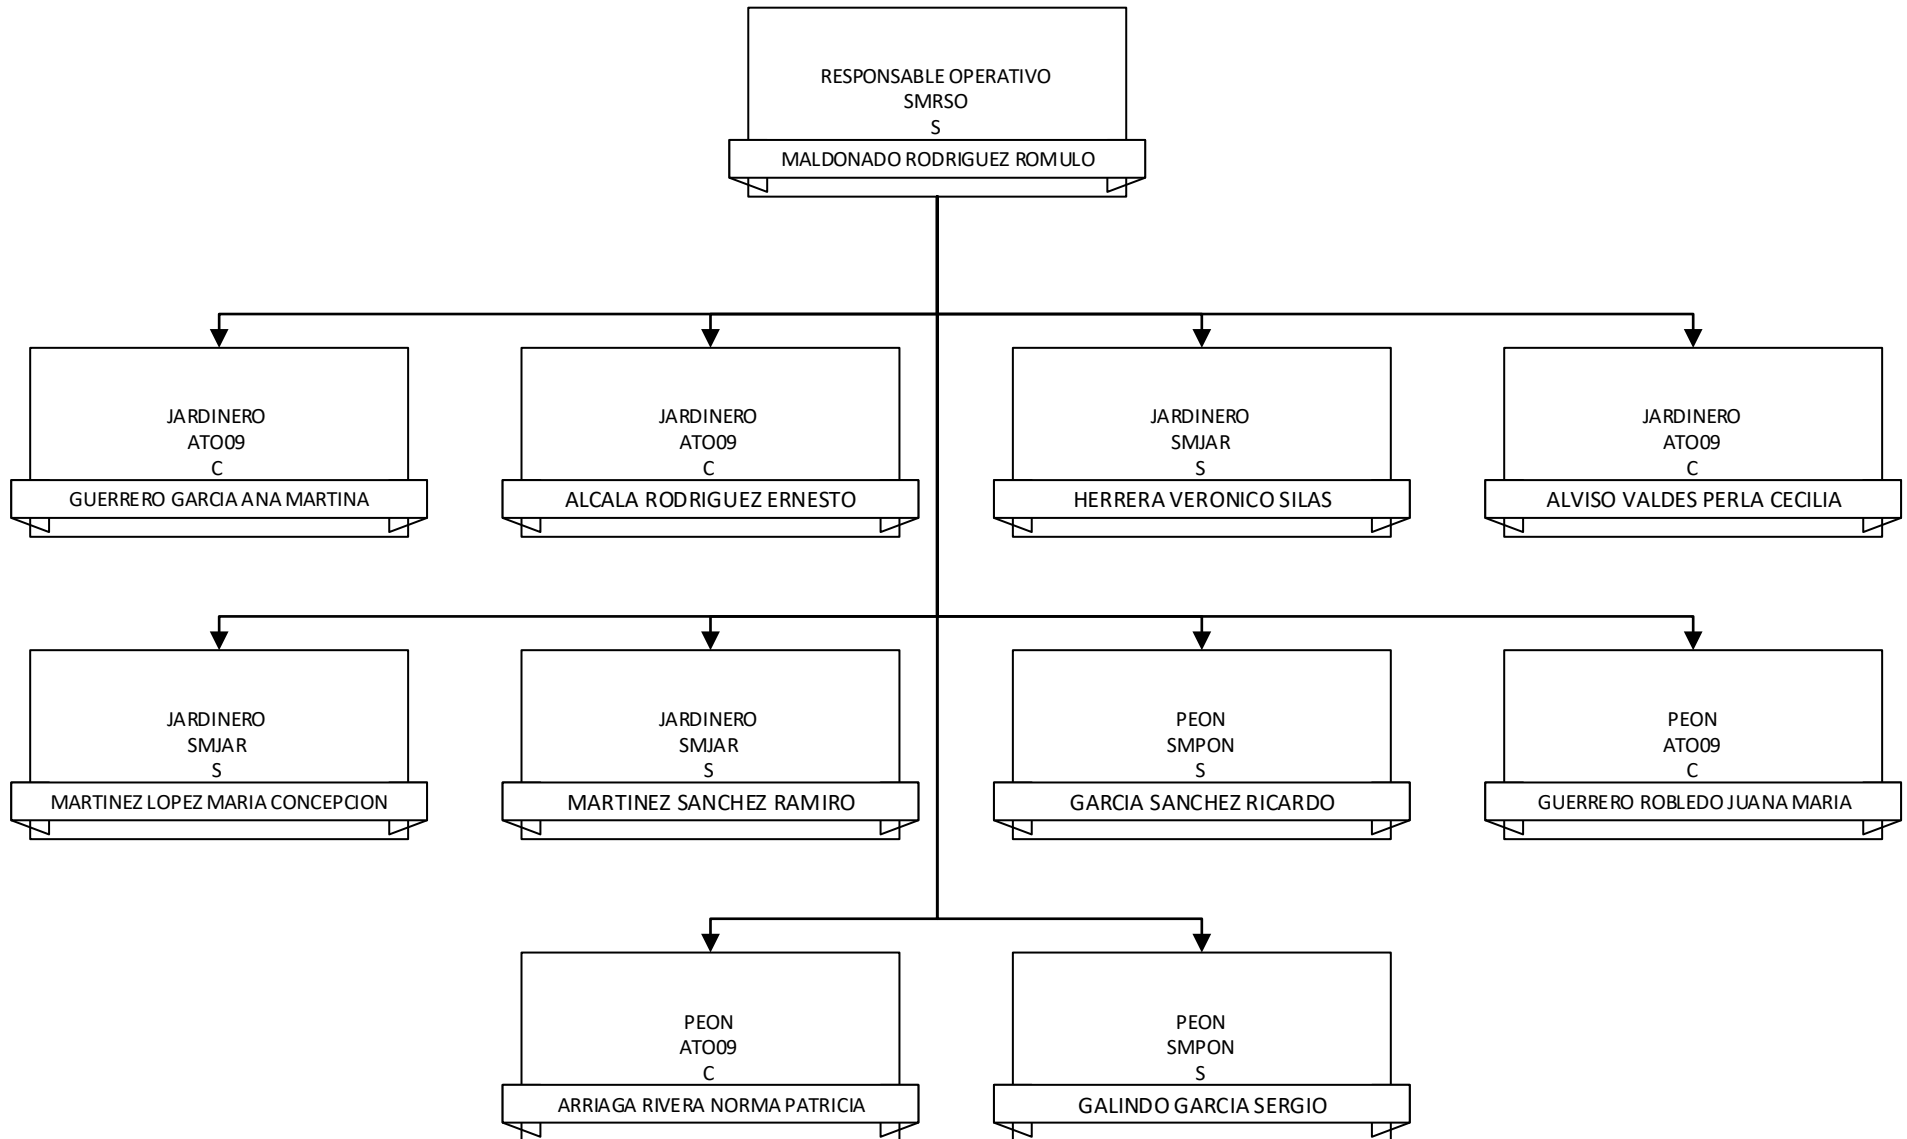 RESPONSABLE OPERATIVO
SMRSO
S
MALDONADO RODRIGUEZ ROMULO
JARDINERO
ATO09
C
GUERRERO GARCIA ANA MARTINA
JARDINERO
ATO09
C
ALCALA RODRIGUEZ ERNESTO
JARDINERO
SMJAR
S
HERRERA VERONICO SILAS
JARDINERO
ATO09
C
ALVISO VALDES PERLA CECILIA
JARDINERO
SMJAR
S
MARTINEZ LOPEZ MARIA CONCEPCION
JARDINERO
SMJAR
S
MARTINEZ SANCHEZ RAMIRO
PEON
SMPON
S
GARCIA SANCHEZ RICARDO
PEON
ATO09
C
GUERRERO ROBLEDO JUANA MARIA
PEON
ATO09
C
ARRIAGA RIVERA NORMA PATRICIA
PEON
SMPON
S
GALINDO GARCIA SERGIO